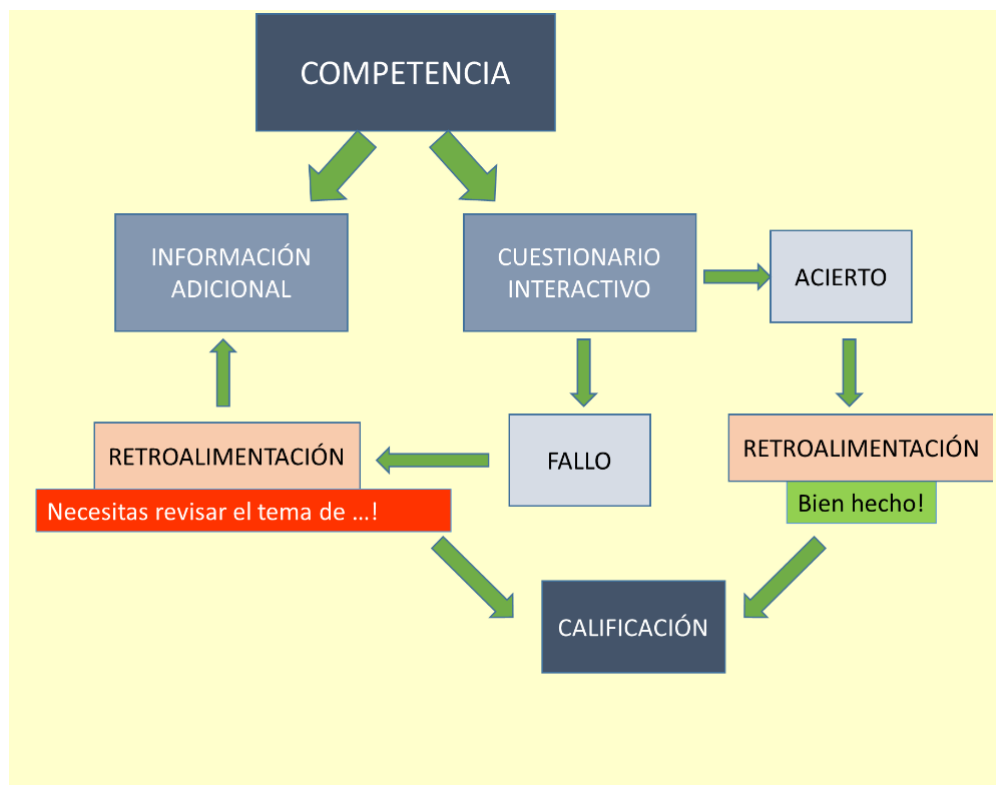 COMPETENCIA
INFORMACIÓN
ADICIONAL
CUESTIONARIO
INTERACTIVO
ACIERTO
RETROALIMENTACIÓN
Necesitas revisar el tema de ...!
FALLO
RETROALIMENTACIÓN
Bien hecho!
CALIFICACIÓN